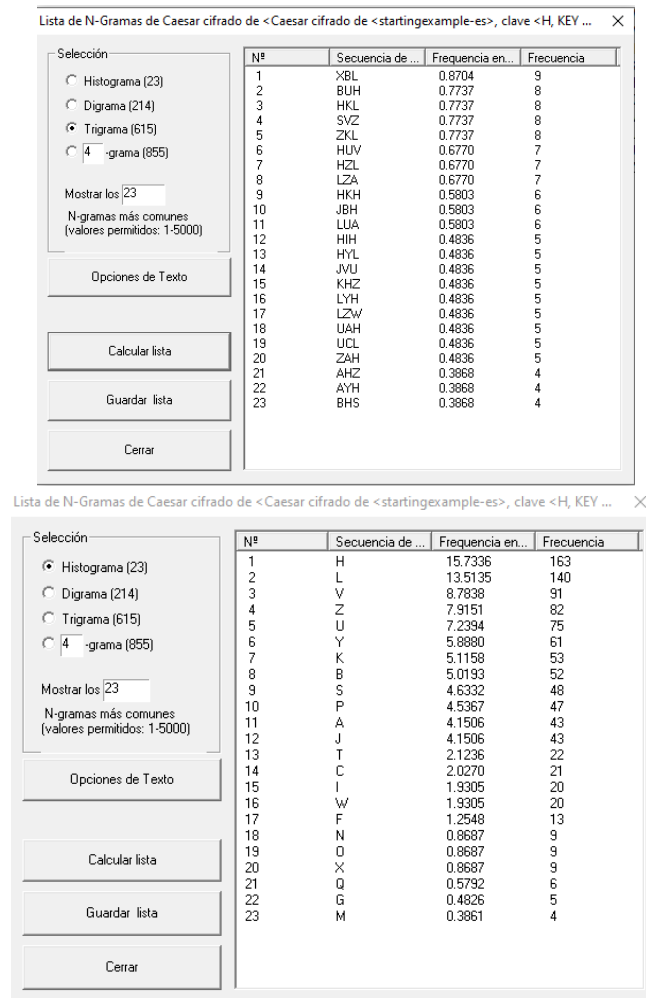 Lista de N-Gramas de Caesar cifrado de <Caesar cifrado de <startingexample-es>, clave <H, KEY ...
Selección
Histograma (23)
Digrama (214)
Trigrama (615)
4 -grama (855)
Mostrar los 23
N-gramas más comunes
(valores permitidos: 1-5000)
Opciones de Texto
Calcular lista
Guardar lista
Cerrar
Nº Secuencia de ... Frequencia en... Frecuencia
1 XBL 0.8704 9
2 BUH 0.7737 8
3 HKL 0.7737 8
4 SVZ 0.7737 8
5 ZKL 0.7737 8
6 HUV 0.6770 7
7 HZL 0.6770 7
8 LZA 0.6770 7
9 HKH 0.5803 6
10 JBH 0.5803 6
11 LUA 0.5803 6
12 HIH 0.4836 5
13 HYL 0.4836 5
14 JVU 0.4836 5
15 KHZ 0.4836 5
16 LYH 0.4836 5
17 LZW 0.4836 5
18 UAH 0.4836 5
19 UCL 0.4836 5
20 ZAH 0.4836 5
21 AHZ 0.3868 4
22 AYH 0.3868 4
23 BHS 0.3868 4
Lista de N-Gramas de Caesar cifrado de <Caesar cifrado de <startingexample-es>, clave <H, KEY ...
Selección
Histograma (23)
Digrama (214)
Trigrama (615)
4 -grama (855)
Mostrar los 23
N-gramas más comunes
(valores permitidos: 1-5000)
Opciones de Texto
Calcular lista
Guardar lista
Cerrar
Nº Secuencia de ... Frequencia en... Frecuencia
1 H 15.7336 163
2 L 13.5135 140
3 V 8.7838 91
4 Z 7.9151 82
5 U 7.2394 75
6 Y 5.8880 61
7 K 5.1158 53
8 B 5.0193 52
9 S 4.6332 48
10 P 4.5367 47
11 A 4.1506 43
12 J 4.1506 43
13 T 2.1236 22
14 C 2.0270 21
15 I 1.9305 20
16 W 1.9305 20
17 F 1.2548 13
18 N 0.8687 9
19 O 0.8687 9
20 X 0.8687 9
21 Q 0.5792 6
22 G 0.4826 5
23 M 0.3861 4